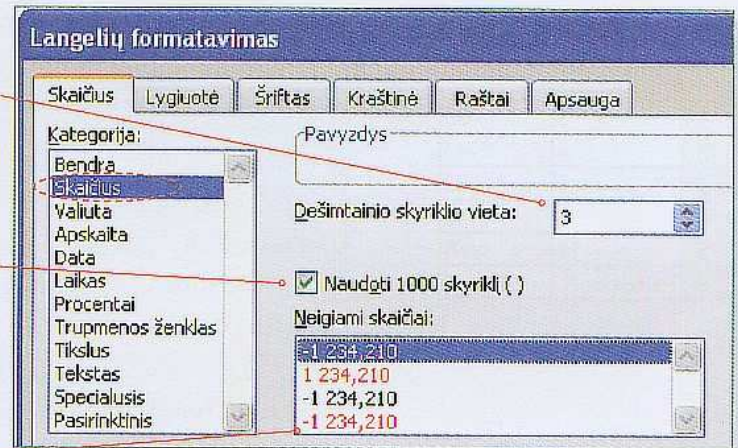 Langelių formatavimas
Skaičius Lygiuotė Šriftas Kraštinė Raštai Apsauga
Kategorija:
Bendra
Skaičius
Valiuta
Apskaita
Data
Laikas
Procentai
Trupmenos ženklas
Tikslus
Tekstas
Specialusis
Pasirinktinis
Pavyzdys
Dešimtainio skyriklio vieta: 3
Naudoti 1000 skyriklį ( )
Neigiami skaičiai:
-1 234,210
1 234,210
-1 234,210
-1 234,210